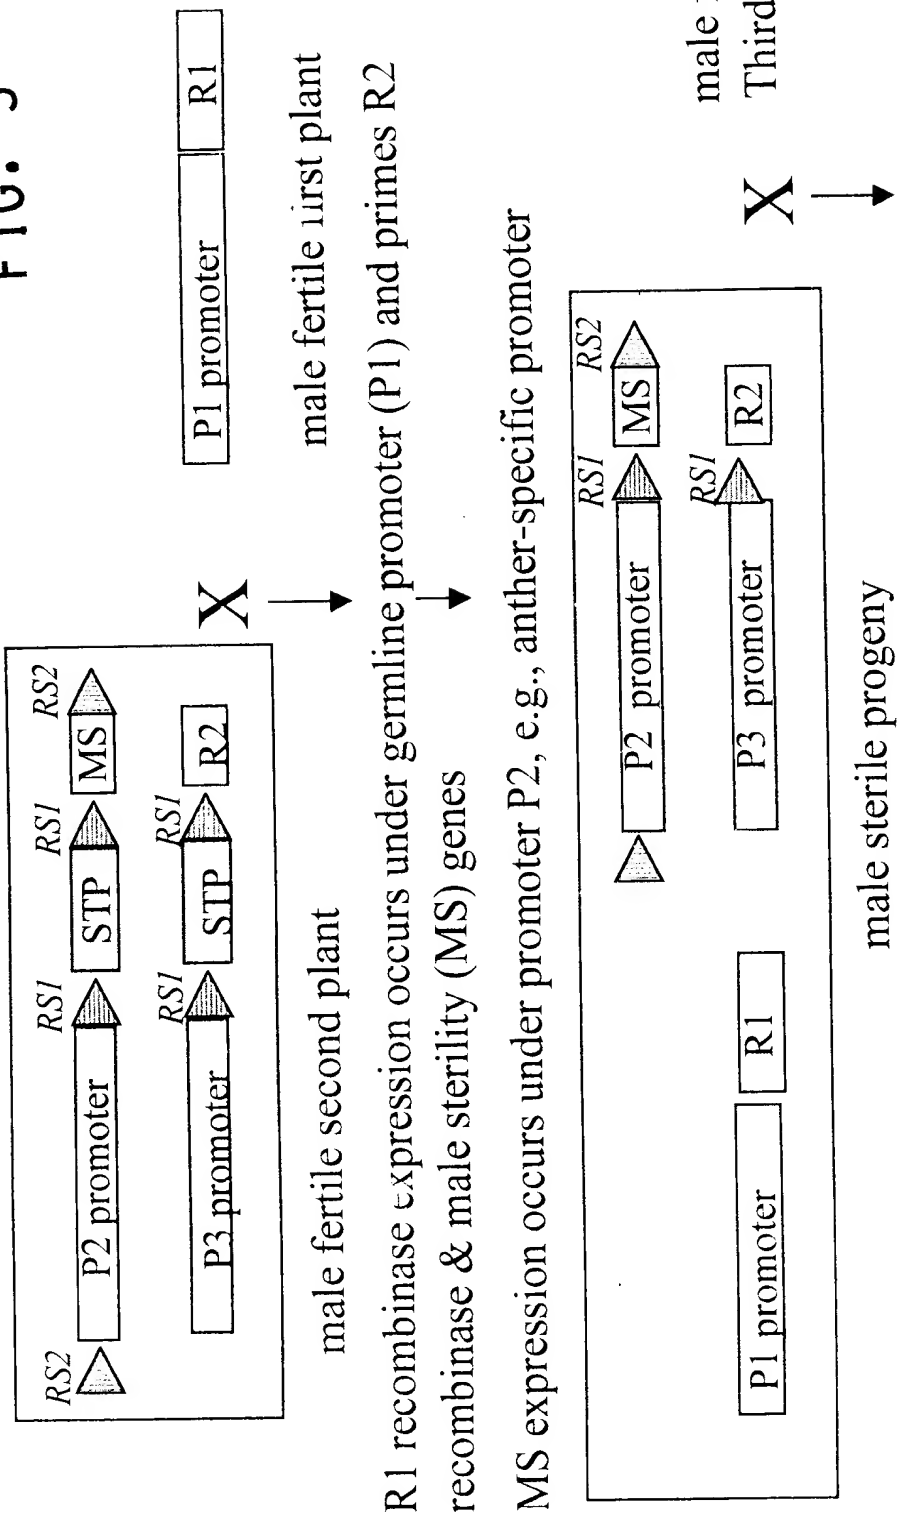 FIG.
RS2
RS1
RS1
RS2
P2 promoter
STP
MS
RS1
RS1
P3 promoter
STP
R2
P1 promoter
R1
X
male fertile second plant
male fertile first plant
R1 recombinase expression occurs under germline promoter (P1) and primes R2
recombinase & male sterility (MS) genes
MS expression occurs under promoter P2, e.g., anther-specific promoter
RS1
RS2
P2 promoter
MS
RS1
P1 promoter
R1
P3 promoter
R2
X
male
Third
male sterile progeny